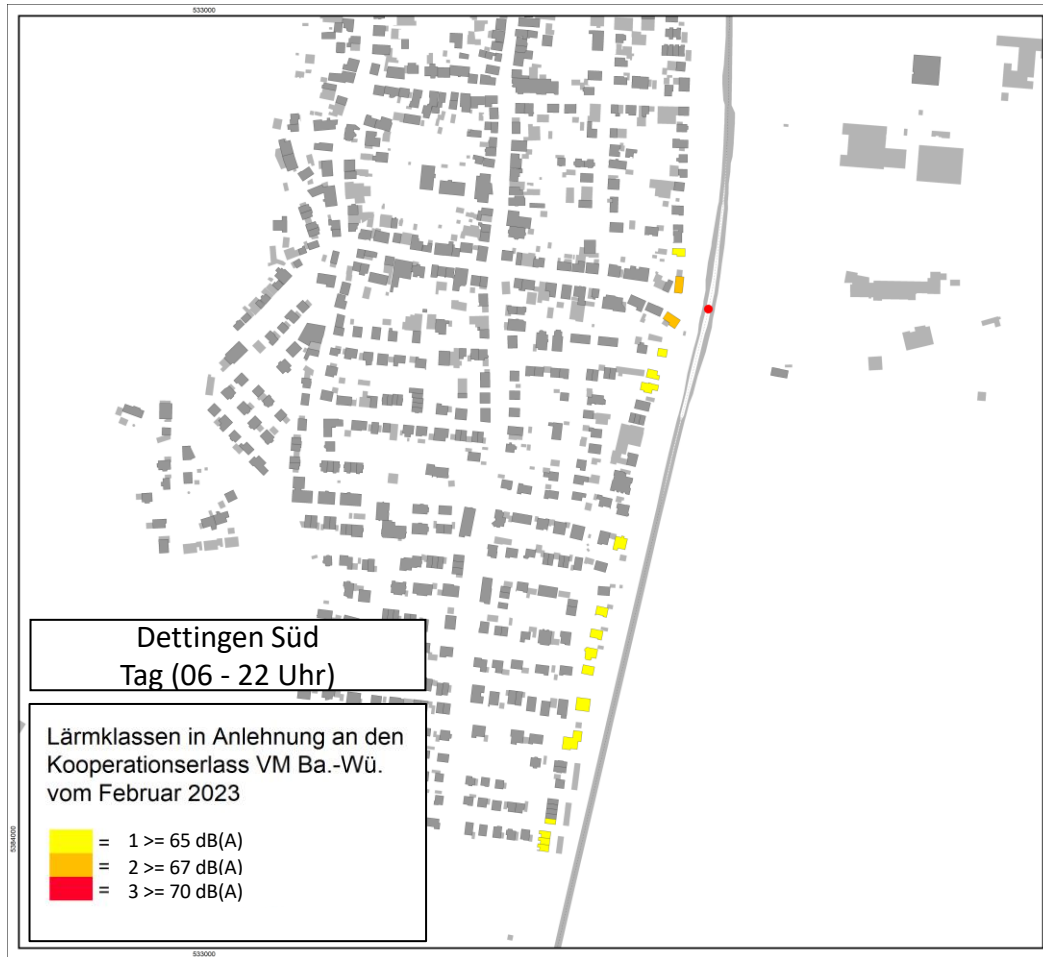 533000
Dettingen Süd
Tag (06 - 22 Uhr)
Lärmklassen in Anlehnung an den
Kooperationserlass VM Ba.-Wü.
vom Februar 2023
= 1 >= 65 dB(A)
= 2 >= 67 dB(A)
= 3 >= 70 dB(A)
5384000
533000